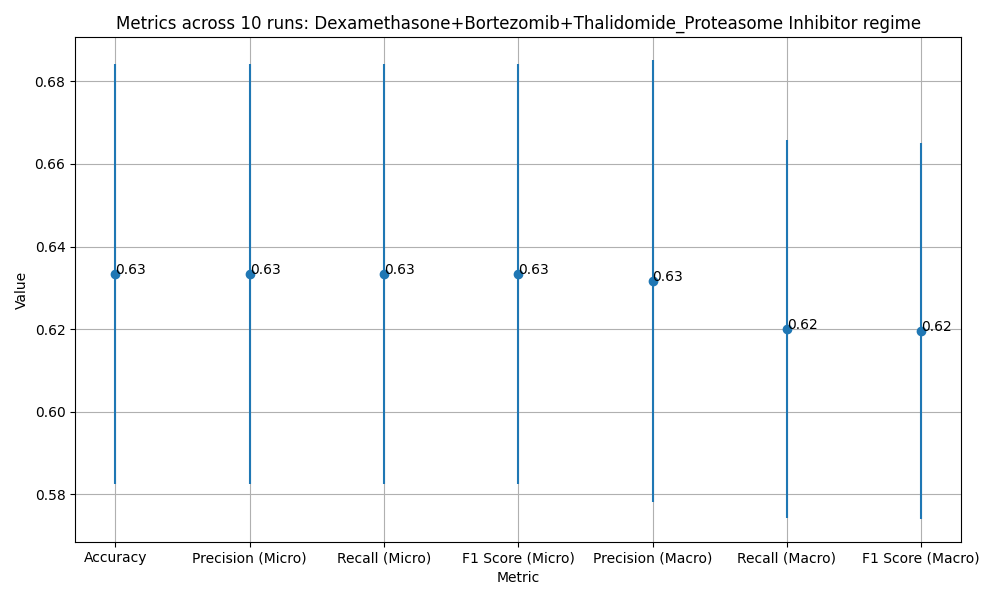 Metrics across 10 runs: Dexamethasone+Bortezomib+Thalidomide_Proteasome Inhibitor regime
Value
0.68
0.66
0.64
0.62
0.60
0.58
0.63
0.63
0.63
0.63
0.63
0.62
0.62
Accuracy
Precision (Micro)
Recall (Micro)
F1 Score (Micro)
Precision (Macro)
Recall (Macro)
F1 Score (Macro)
Metric